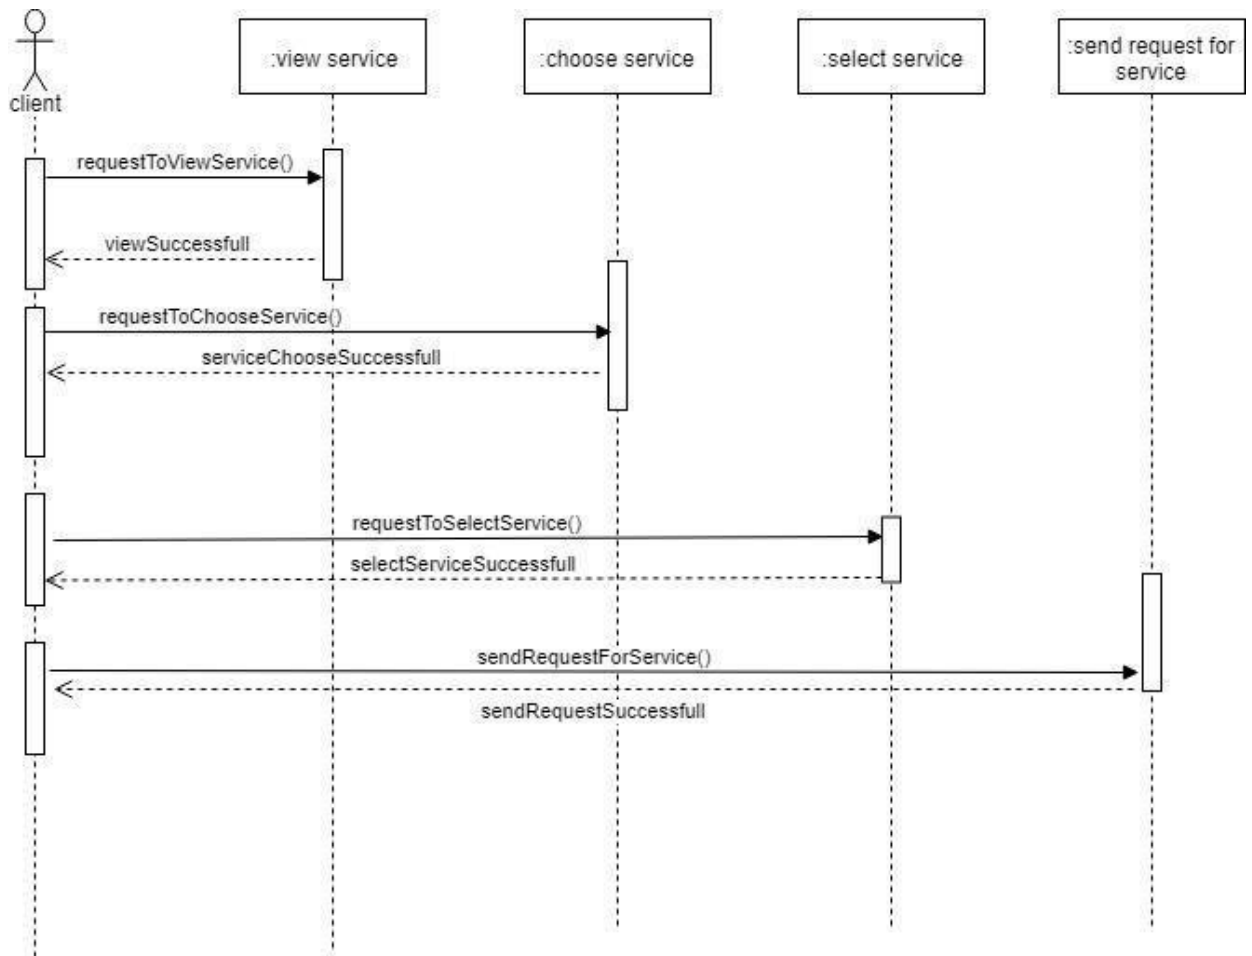 :view service
:choose service
:select service
:send request for
service
client
requestToViewService()
viewSuccessfull
requestToChooseService()
serviceChooseSuccessfull
requestToSelectService()
selectServiceSuccessfull
sendRequestForService()
sendRequestSuccessfull